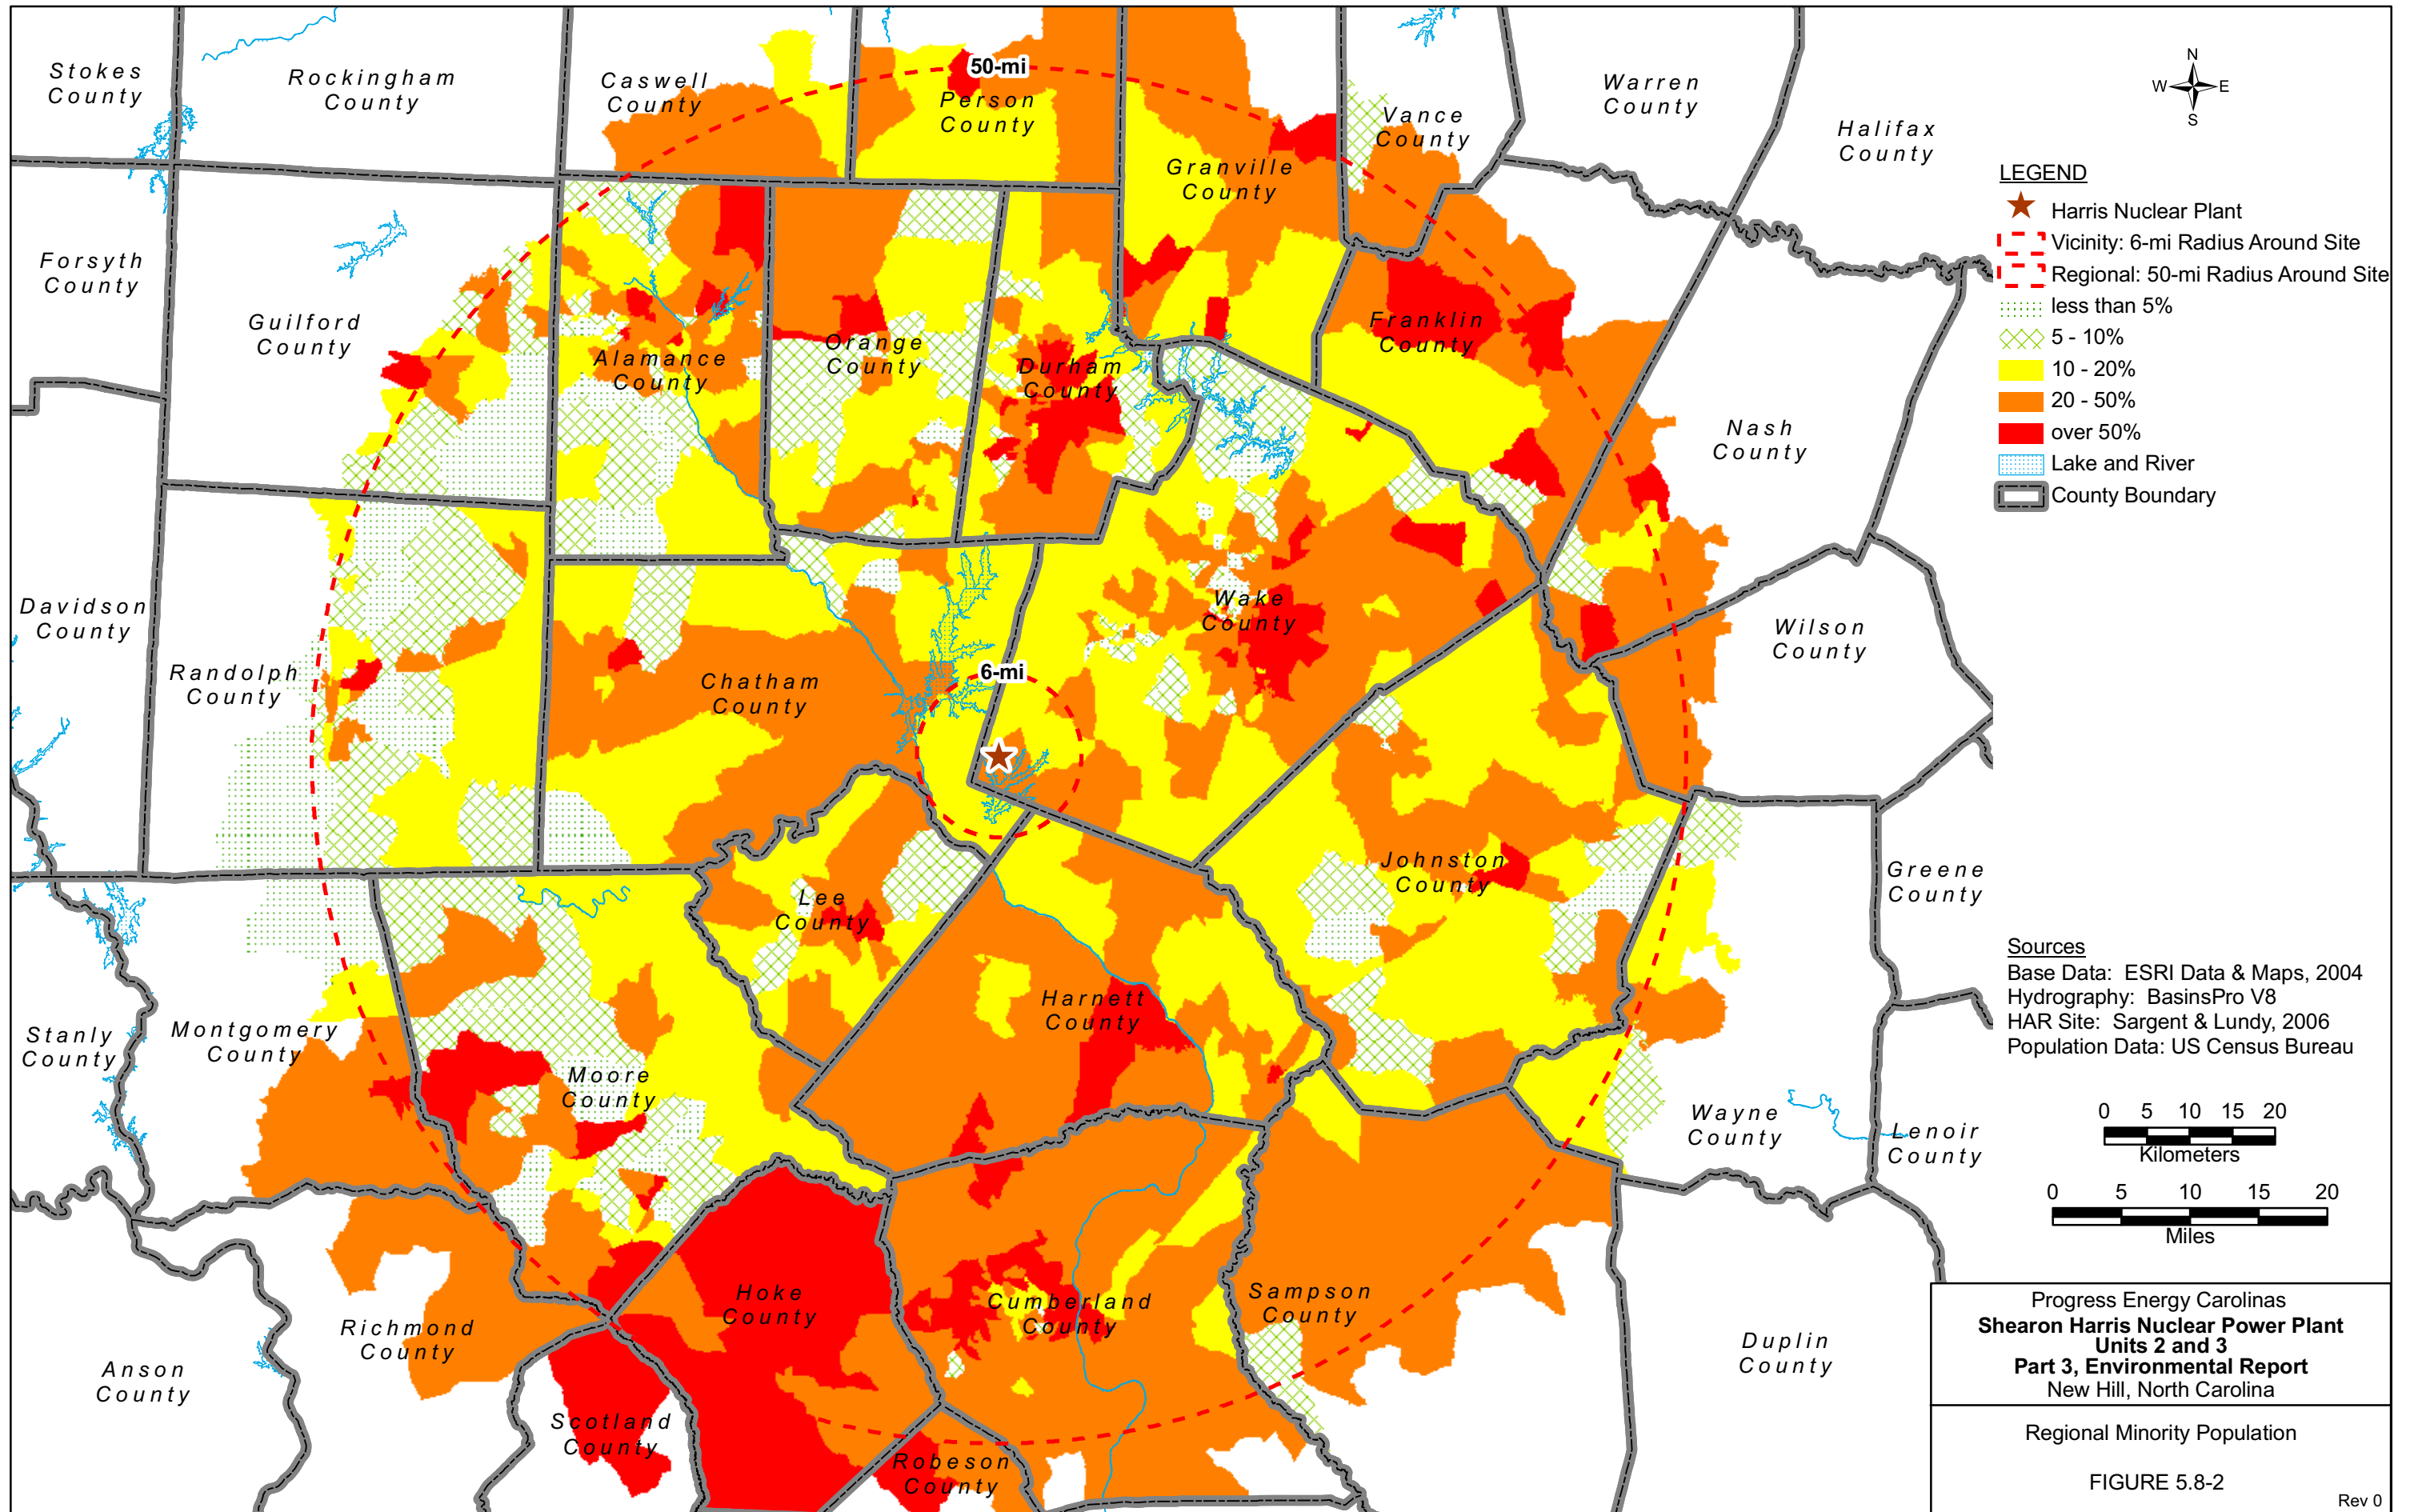 Stokes
County
Rockingham
County
Caswell
County
50-mi
Person
County
Vance
County
Warren
County
Halifax
County
Granville
County
Forsyth
County
Guilford
County
Alamance
County
Orange
County
Durham
County
Franklin
County
Nash
County
Davidson
County
Randolph
County
Chatham
County
6-mi
Wake
County
Wilson
County
Lee
County
Johnston
County
Greene
County
Stanly
County
Montgomery
County
Moore
County
Harnett
County
Wayne
County
Lenoir
County
Anson
County
Richmond
County
Scotland
County
Hoke
County
Cumberland
County
Robeson
County
Sampson
County
Duplin
County
N
W
E
S
LEGEND
Harris Nuclear Plant
Vicinity: 6-mi Radius Around Site
Regional: 50-mi Radius Around Site
less than 5%
5 - 10%
10 - 20%
20 - 50%
over 50%
Lake and River
County Boundary
Sources
Base Data: ESRI Data & Maps, 2004
Hydrography: BasinsPro V8
HAR Site: Sargent & Lundy, 2006
Population Data: US Census Bureau
0 5 10 15 20
Kilometers
0 5 10 15 20
Miles
Progress Energy Carolinas
Shearon Harris Nuclear Power Plant
Units 2 and 3
Part 3, Environmental Report
New Hill, North Carolina
Regional Minority Population
FIGURE 5.8-2
Rev 0